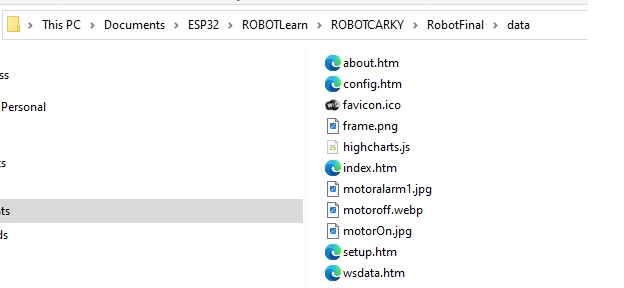 This PC > Documents > ESP32 > ROBOTLearn > ROBOTCARKY > RobotFinal > data
about.htm
ss
config.htm
Personal
favicon.ico
frame.png
highcharts.js
ts
index.htm
motoralarm1.jpg
nts
motoroff.webp
ds
motorOn.jpg
setup.htm
wsdata.htm